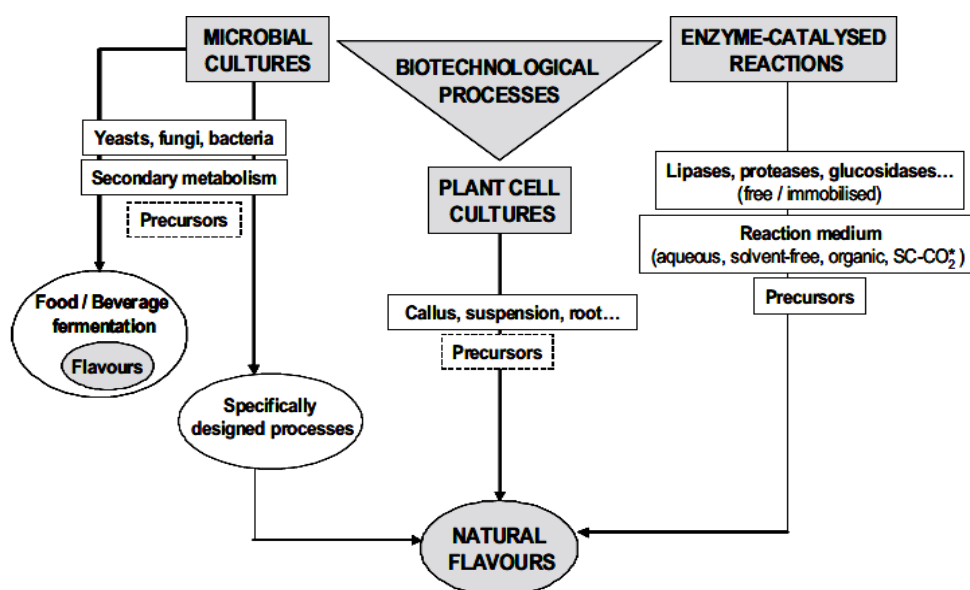 MICROBIAL
CULTURES
BIOTECHNOLOGICAL
PROCESSES
ENZYME-CATALYSED
REACTIONS
Yeasts, fungi, bacteria
Secondary metabolism
Precursors
Food / Beverage
fermentation
Flavours
Specifically
designed processes
PLANT CELL
CULTURES
Callus, suspension, root…
Precursors
Lipases, proteases, glucosidases…
(free / immobilised)
Reaction medium
(aqueous, solvent-free, organic, SC-CO₂* )
Precursors
NATURAL
FLAVOURS